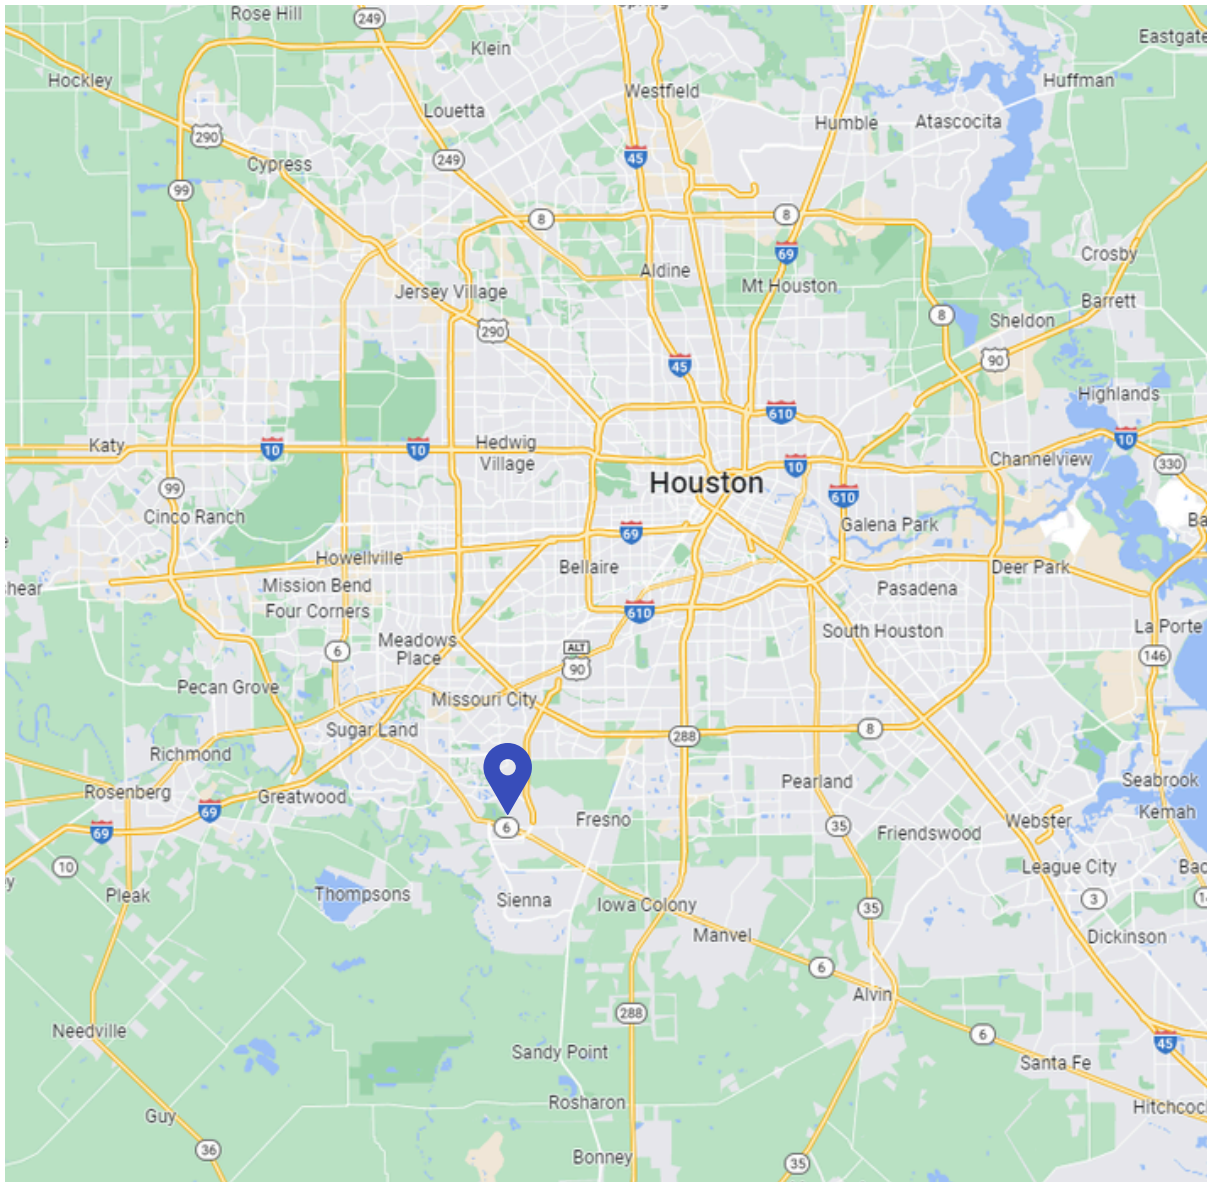 Rose Hill
249
Klein
Eastgate
Hockley
Westfield
Huffman
Louetta
Humble
Atascocita
290
45
Cypress
249
99
8
8
69
Crosby
Aldine
Jersey Village
Mt Houston
Barrett
8
Sheldon
290
90
45
Highlands
610
Katy
10
10
Hedwig
Village
10
10
Channelview
330
Houston
99
610
Cinco Ranch
Galena Park
69
Ba
Howellville
Bellaire
Deer Park
Mission Bend
Pasadena
hear
Four Corners
610
South Houston
La Porte
Meadows
Place
6
ALT
90
146
Pecan Grove
Missouri City
Sugar Land
288
8
Richmond
Pearland
Seabrook
Rosenberg
Greatwood
69
Fresno
Webster
Kemah
69
6
35
Friendswood
10
League City
Bac
Pleak
Thompsons
Sienna
Iowa Colony
3
35
Manvel
Dickinson
6
Alvin
288
Needville
6
45
Sandy Point
Santa Fe
Rosharon
Hitchcoc
Guy
36
Bonney
35